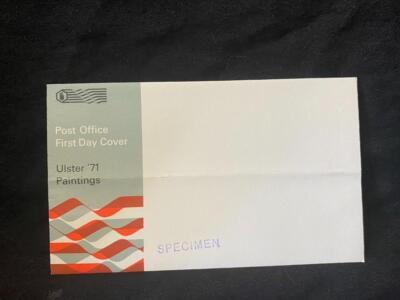 Post Office
First Day Cover
Ulster '71
Paintings
SPECIMEN